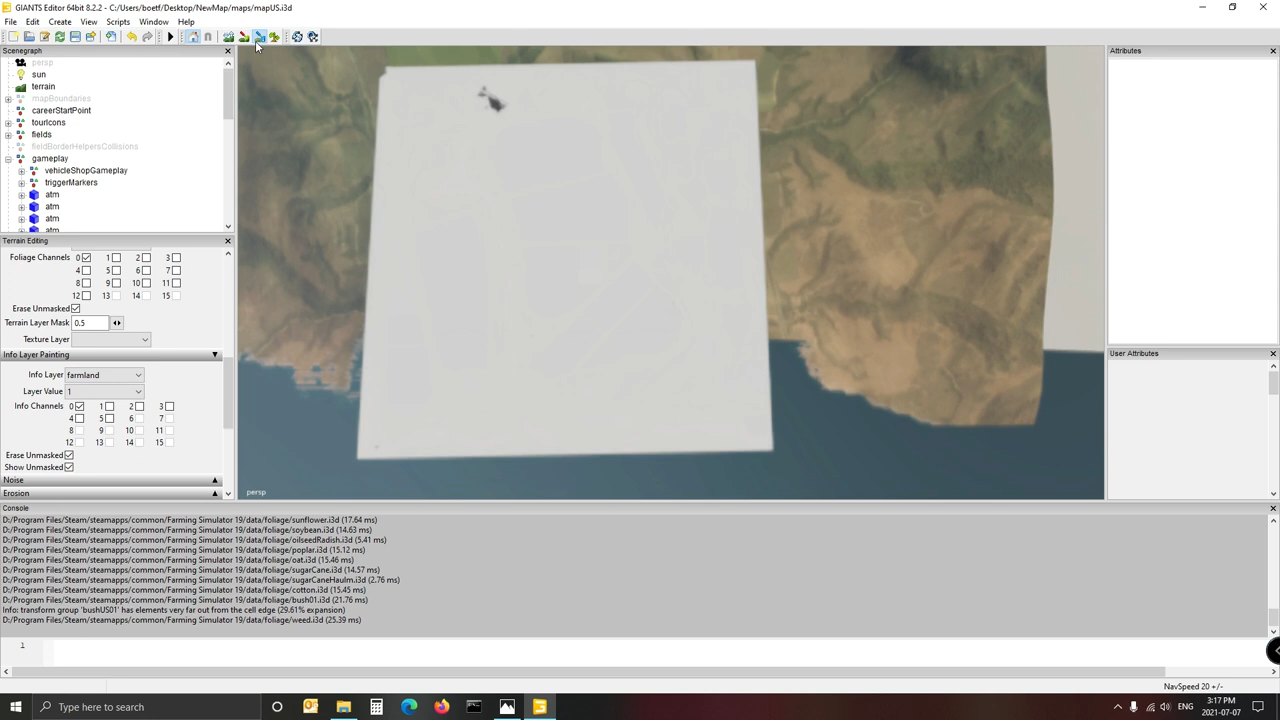 GIANTS Editor 64bit 8.2.2 - C:/Users/boetf/Desktop/NewMap/maps/mapUS.i3d
File Edit Create View Scripts Window Help
Scenegraph
persp
sun
terrain
mapBoundaries
careerStartPoint
tourIcons
fields
fieldBorderHelpersCollisions
gameplay
vehicleShopGameplay
triggerMarkers
atm
atm
atm
atm
Terrain Editing
Foliage Channels 0 1 2 3
4 5 6 7
8 9 10 11
12 13 14 15
Erase Unmasked
Terrain Layer Mask 0.5
Texture Layer
Info Layer Painting
Info Layer farmland
Layer Value 1
Info Channels 0 1 2 3
4 5 6 7
8 9 10 11
12 13 14 15
Erase Unmasked
Show Unmasked
Noise
Erosion
persp
Attributes
User Attributes
Console
D:/Program Files/Steam/steamapps/common/Farming Simulator 19/data/foliage/sunflower.i3d (17.64 ms)
D:/Program Files/Steam/steamapps/common/Farming Simulator 19/data/foliage/soybean.i3d (14.63 ms)
D:/Program Files/Steam/steamapps/common/Farming Simulator 19/data/foliage/oilseedRadish.i3d (5.41 ms)
D:/Program Files/Steam/steamapps/common/Farming Simulator 19/data/foliage/poplar.i3d (15.12 ms)
D:/Program Files/Steam/steamapps/common/Farming Simulator 19/data/foliage/oat.i3d (15.46 ms)
D:/Program Files/Steam/steamapps/common/Farming Simulator 19/data/foliage/sugarCane.i3d (14.57 ms)
D:/Program Files/Steam/steamapps/common/Farming Simulator 19/data/foliage/sugarCaneHaulm.i3d (2.76 ms)
D:/Program Files/Steam/steamapps/common/Farming Simulator 19/data/foliage/cotton.i3d (15.45 ms)
D:/Program Files/Steam/steamapps/common/Farming Simulator 19/data/foliage/bush01.i3d (21.76 ms)
Info: transform group 'bushUS01' has elements very far out from the cell edge (29.61% expansion)
D:/Program Files/Steam/steamapps/common/Farming Simulator 19/data/foliage/weed.i3d (25.39 ms)
1
NavSpeed 20 +/-
Type here to search
3:17 PM
2021-07-07